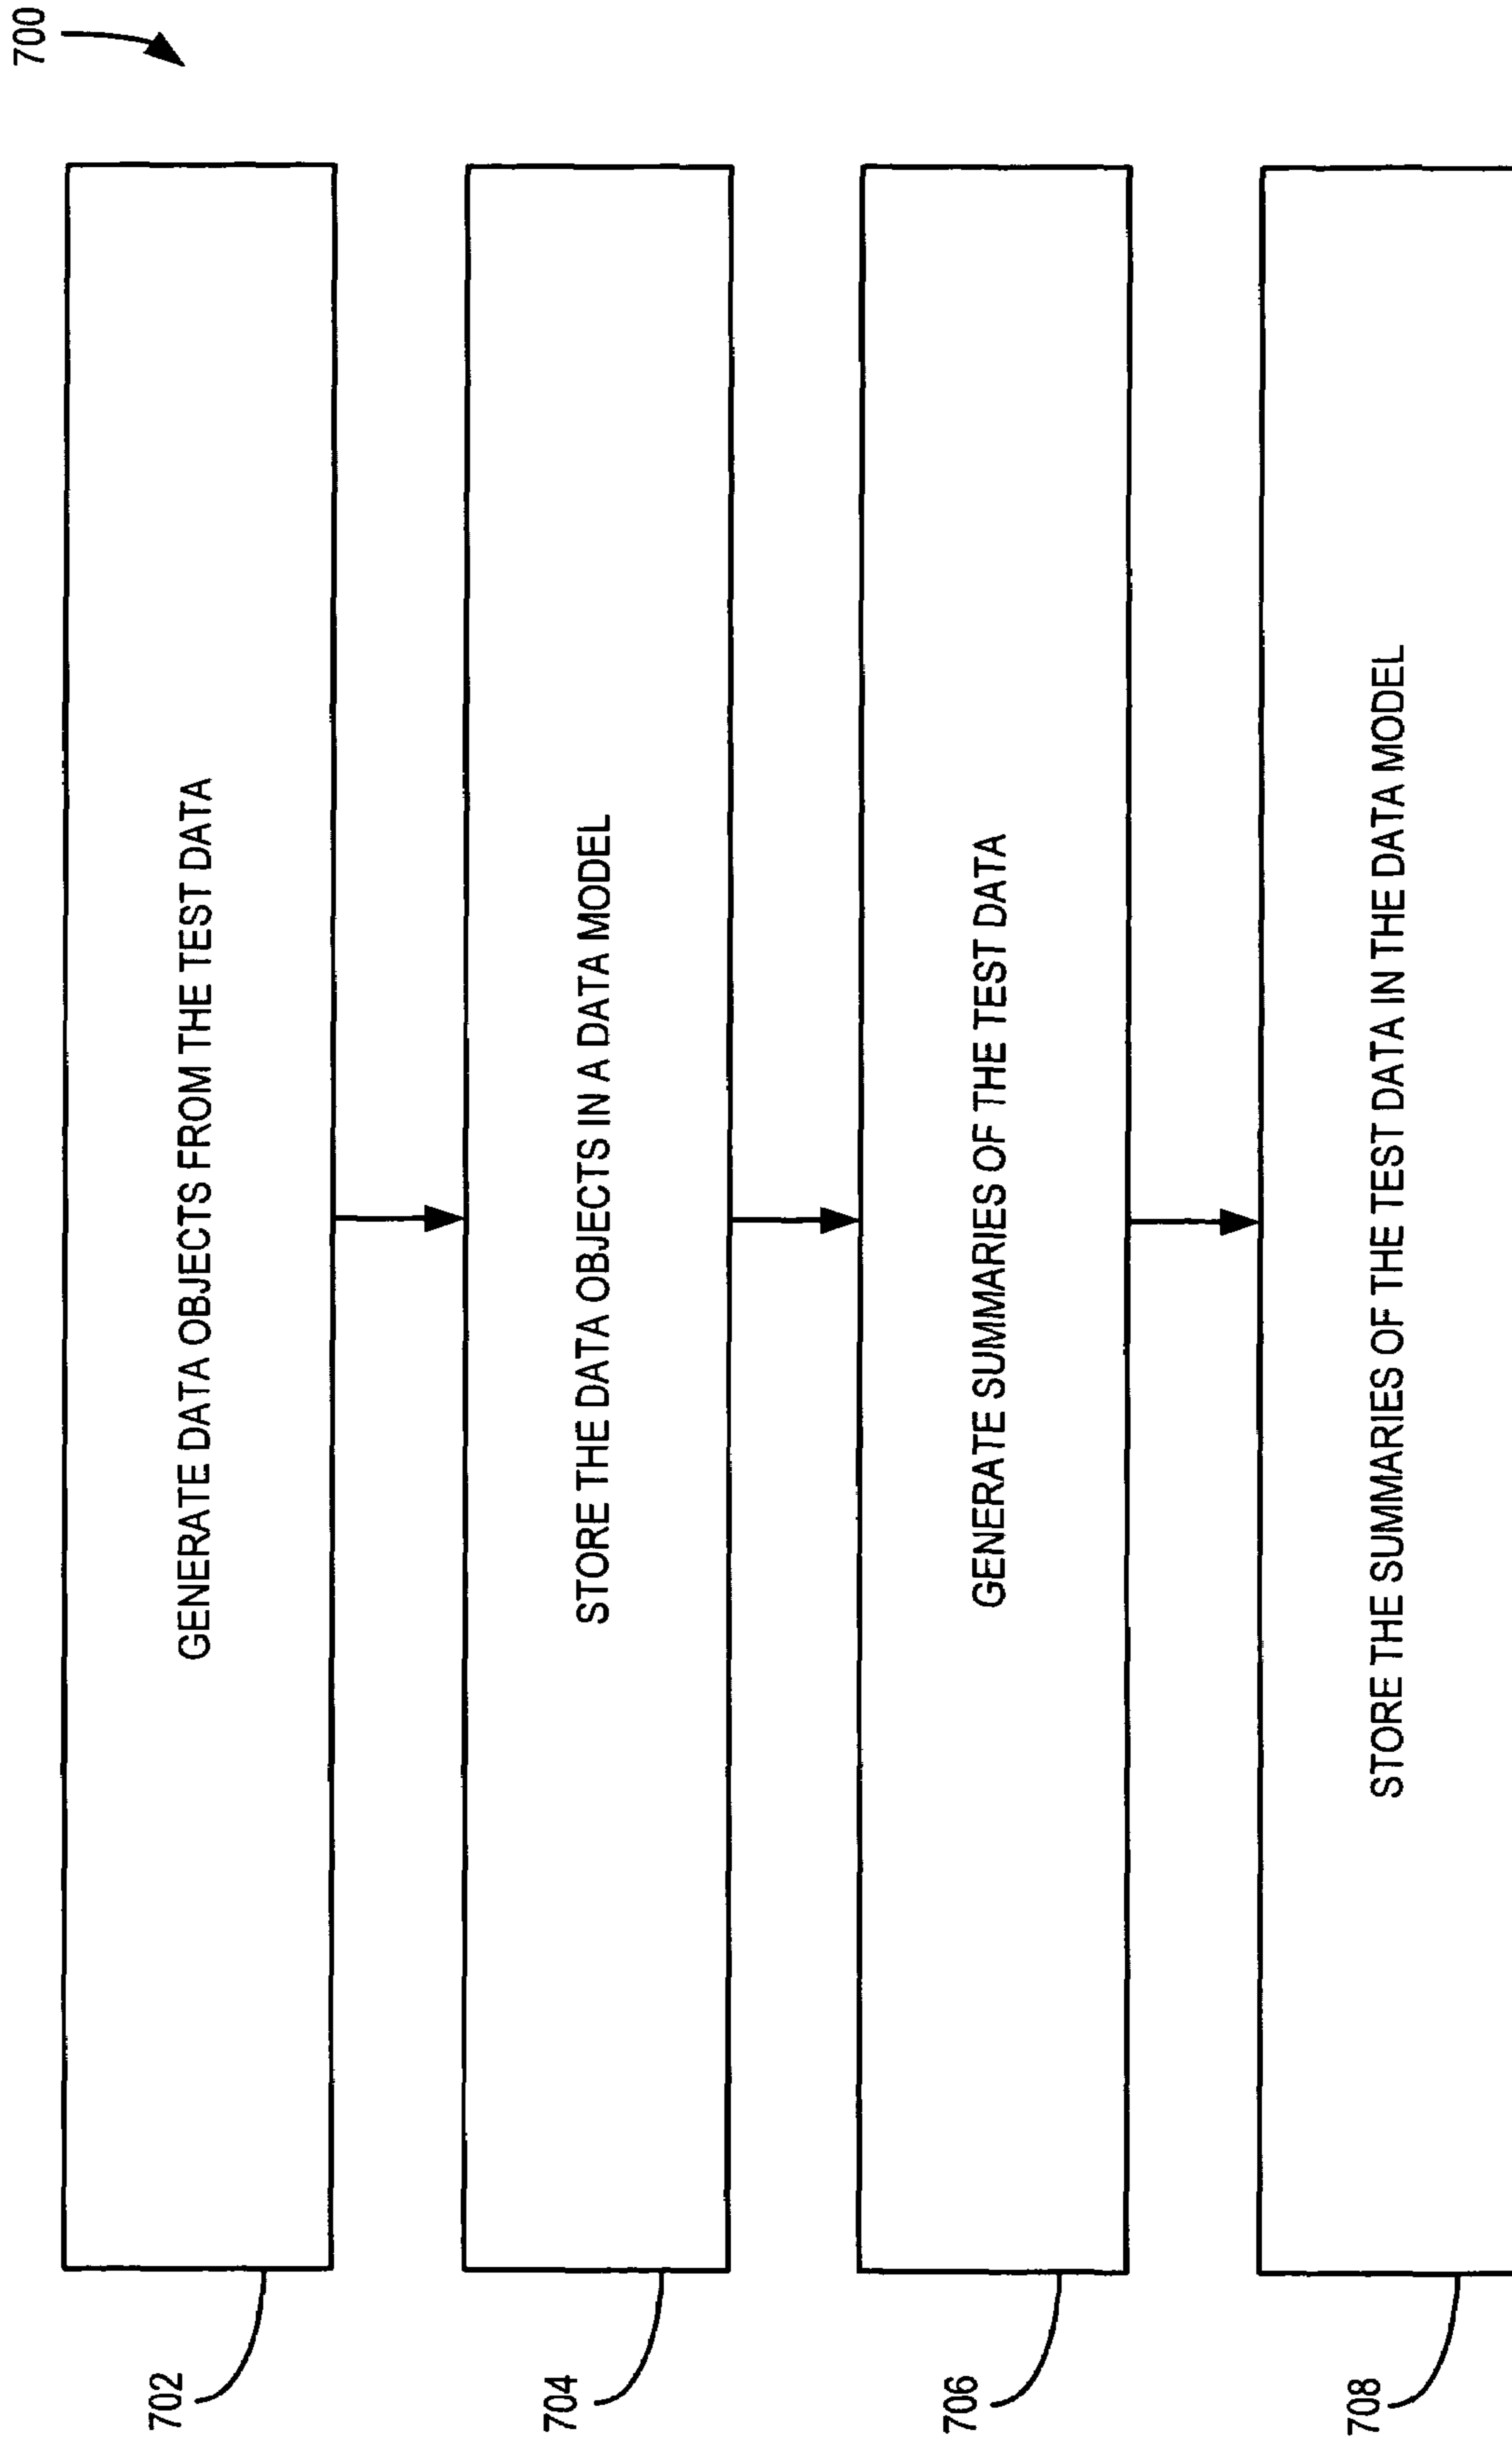 700
702
GENERATE DATA OBJECTS FROM THE TEST DATA
704
STORE THE DATA OBJECTS IN A DATA MODEL
706
GENERATE SUMMARIES OF THE TEST DATA
708
STORE THE SUMMARIES OF THE TEST DATA IN THE DATA MODEL